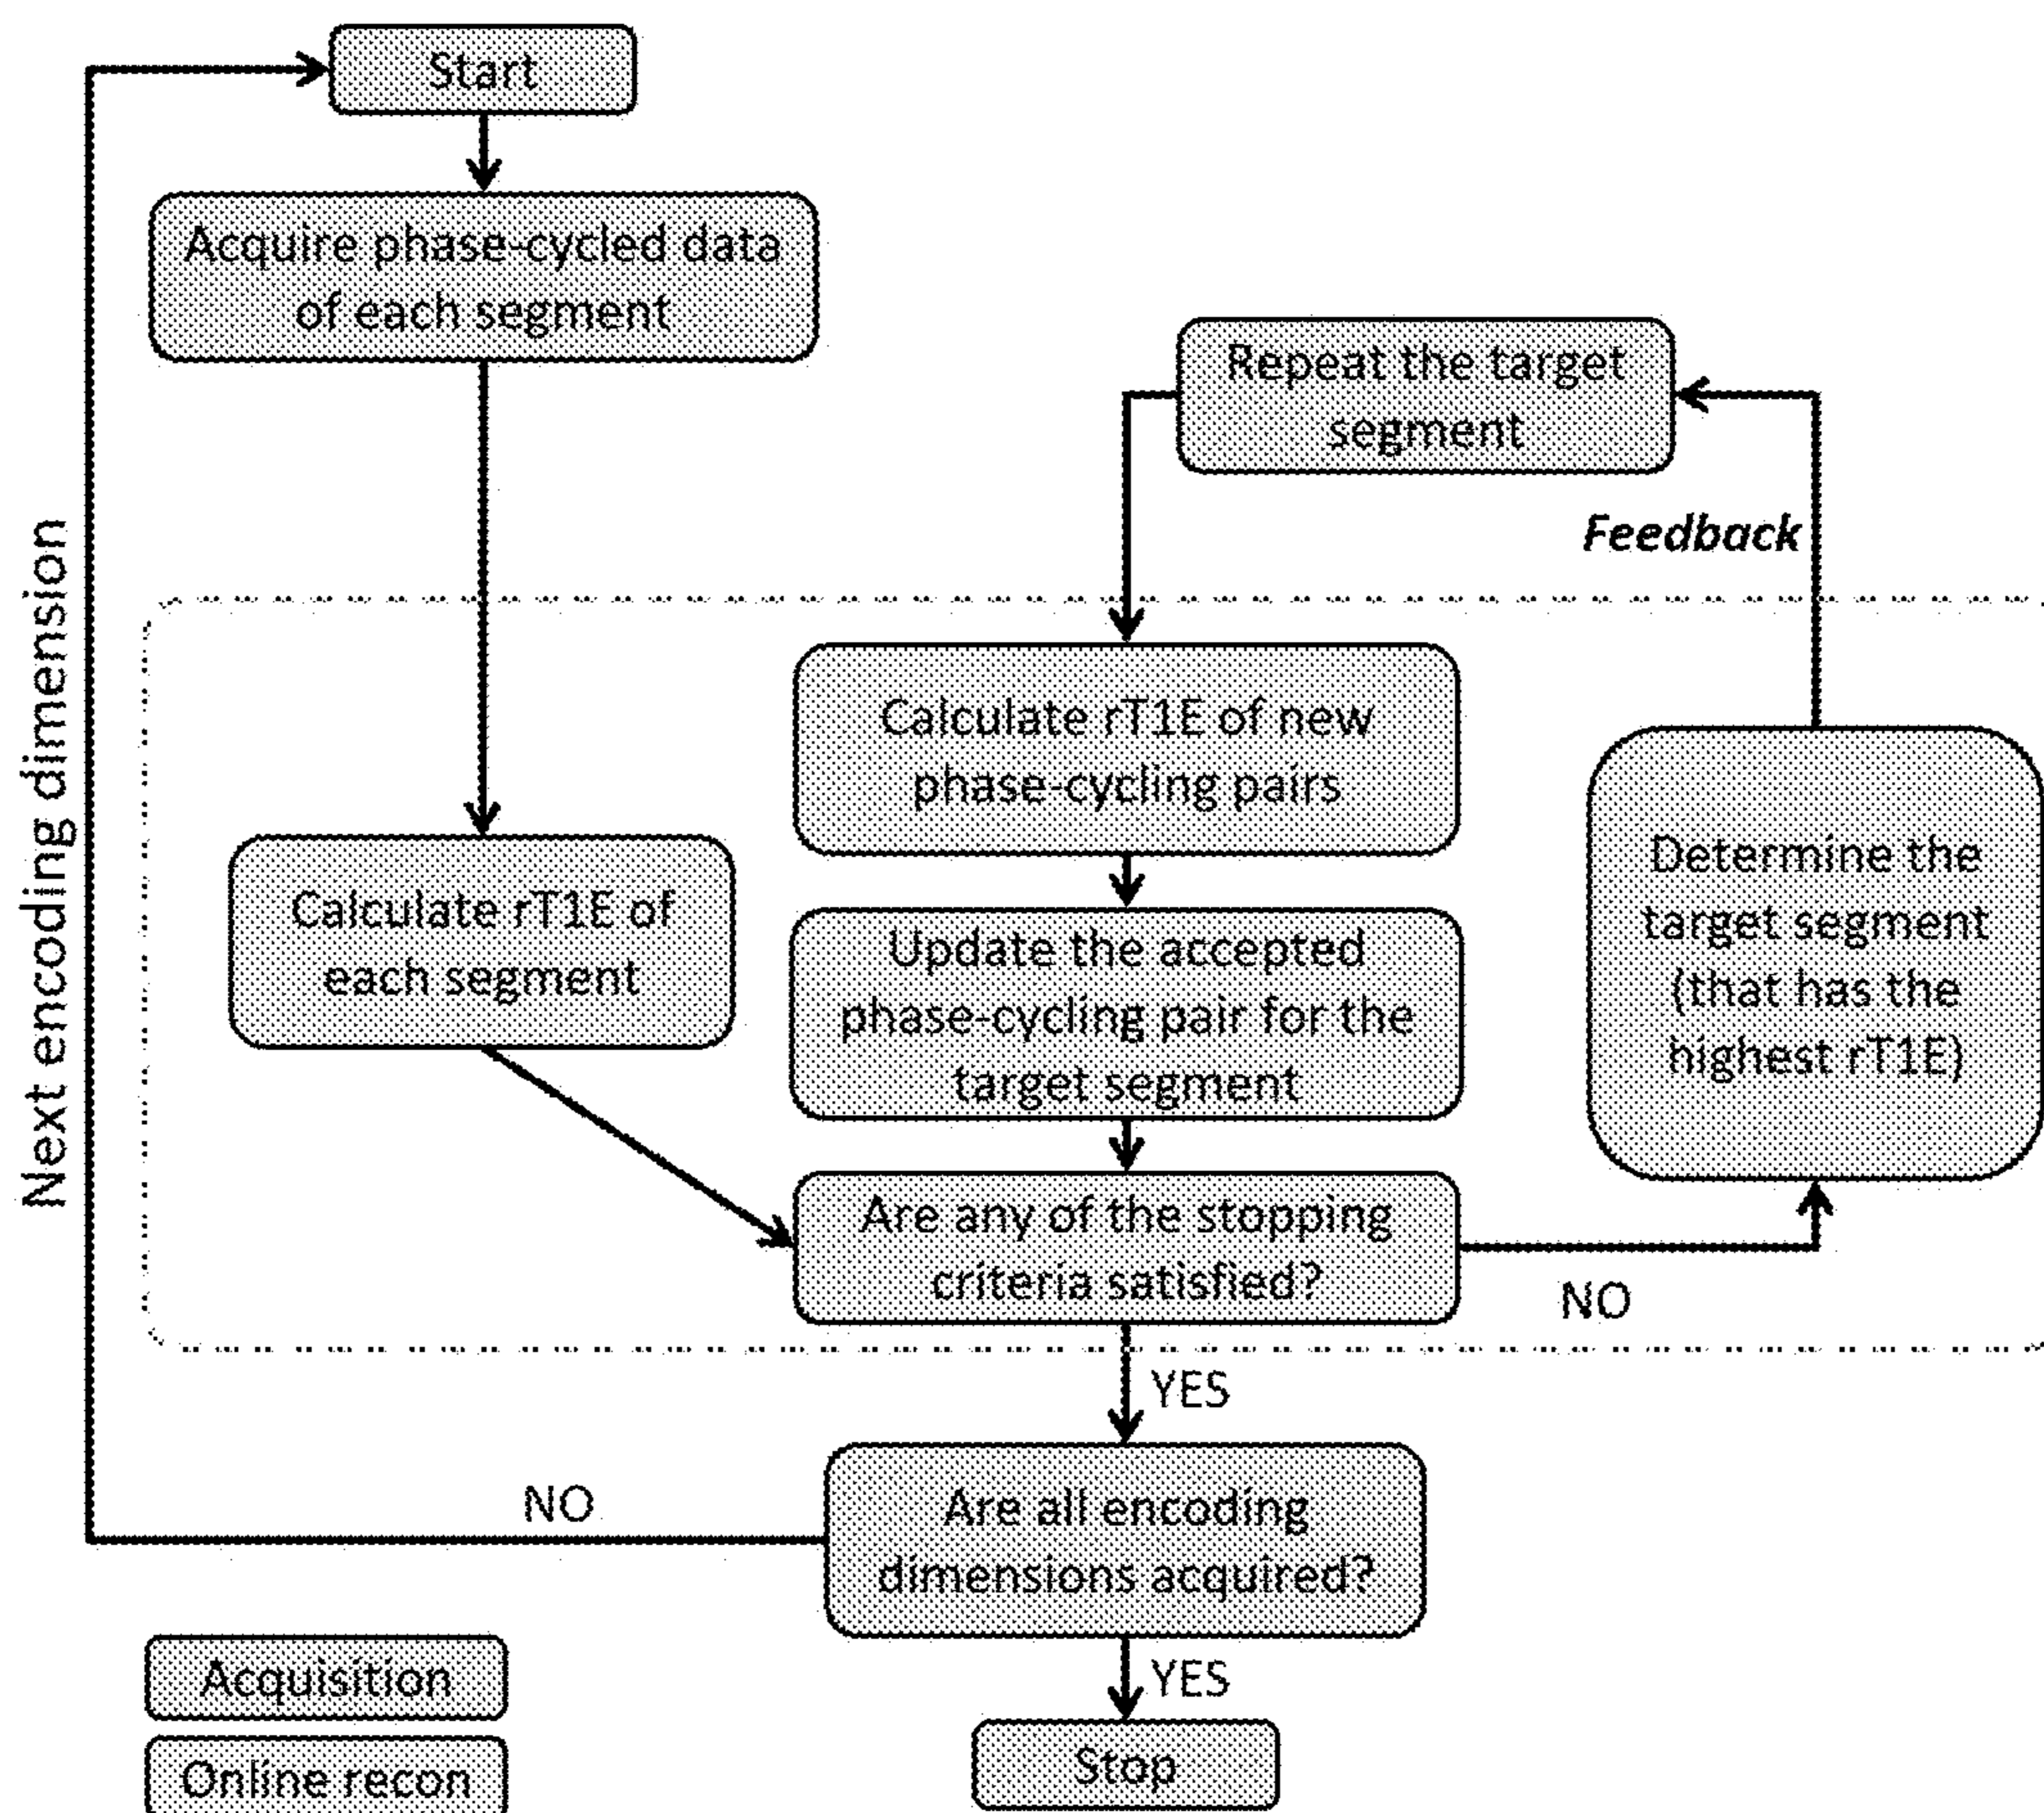 Start
Acquire phase-cycled data
of each segment
Repeat the target
segment
Feedback
Next encoding dimension
Calculate rT1E of new
phase-cycling pairs
Calculate rT1E of
each segment
Update the accepted
phase-cycling pair for the
target segment
Determine the
target segment
(that has the
highest rT1E)
Are any of the stopping
criteria satisfied?
NO
YES
NO
Are all encoding
dimensions acquired?
YES
Stop
Acquisition
Online recon